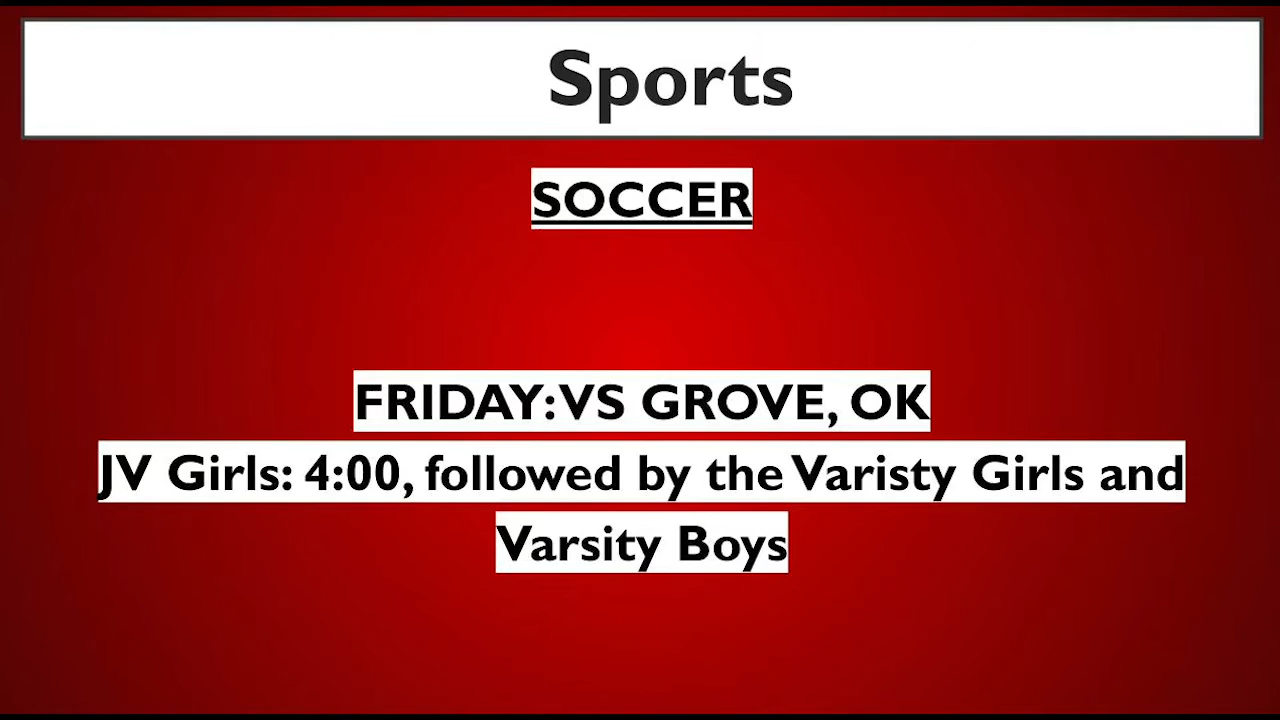 Sports
SOCCER
FRIDAY: VS GROVE, OK
JV Girls: 4:00, followed by the Varisty Girls and
Varsity Boys